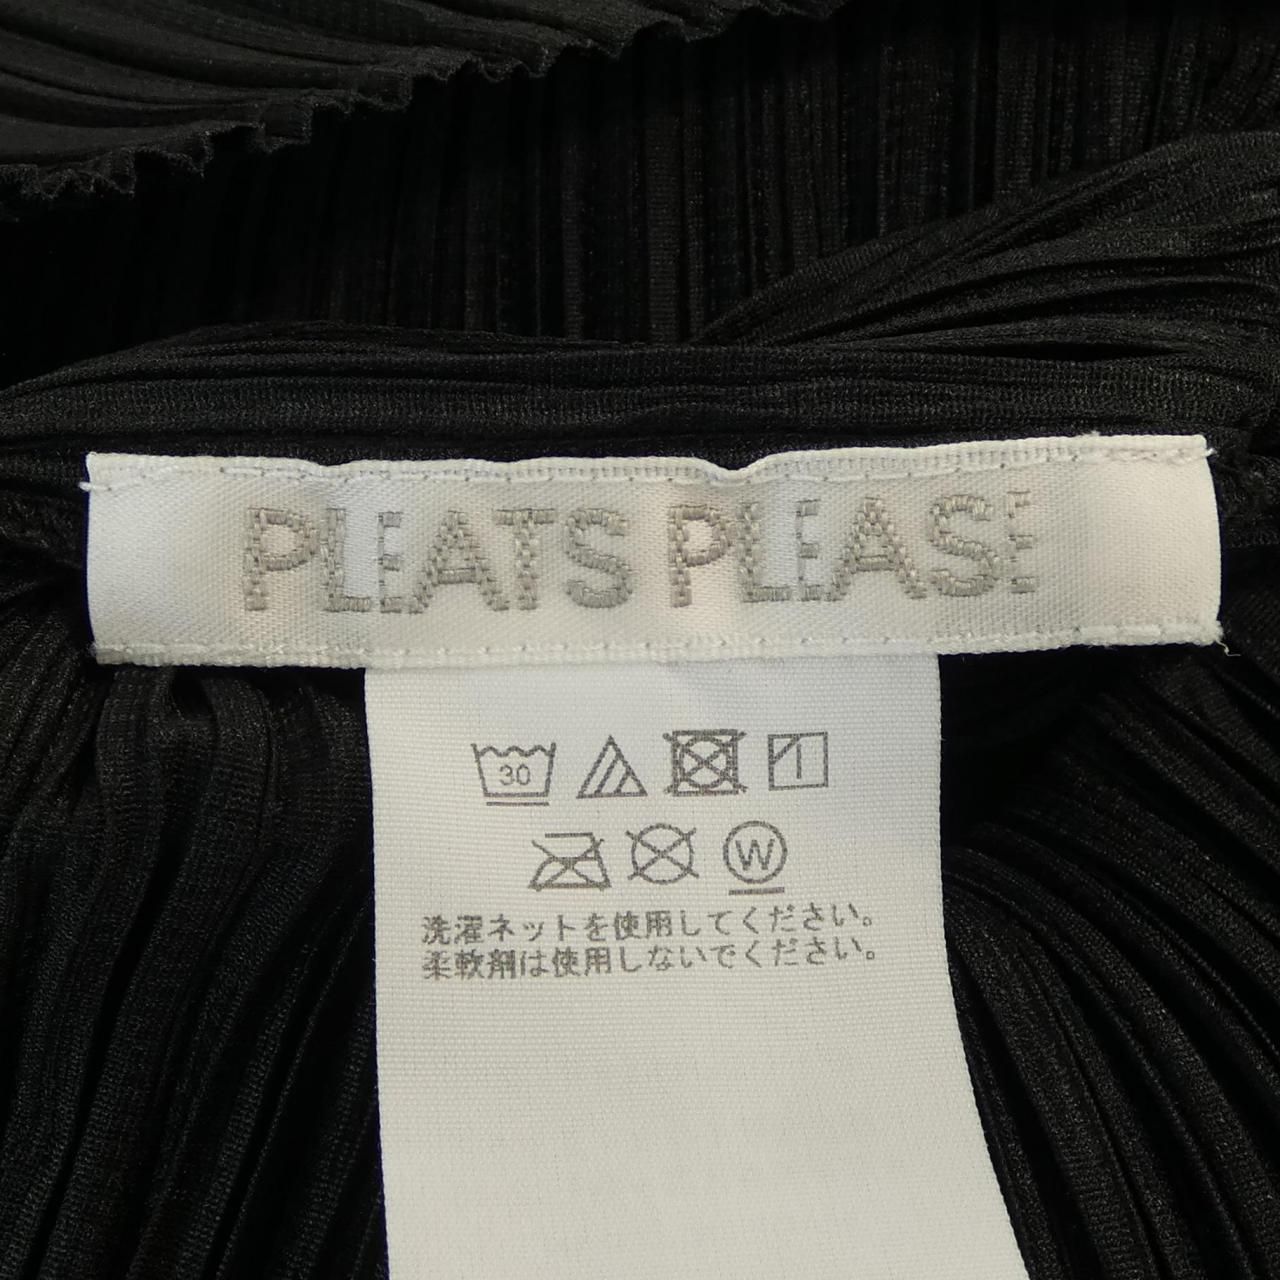 PLEATS PLEASE
30
W
洗濯ネットを使用してください。
柔軟剤は使用しないでください。